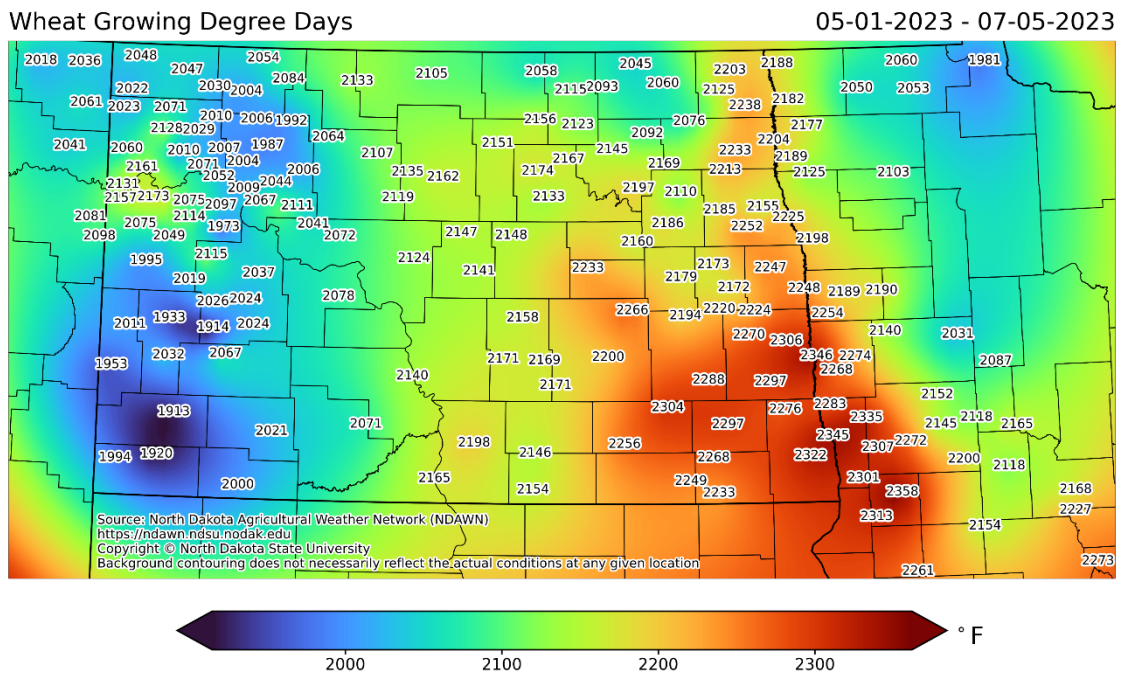 Wheat Growing Degree Days 05-01-2023 - 07-05-2023
2018 2036 2048 2047 2054 2084 2133 2105 2058 2045 2203 2188 2060 1981
2061 2022 2023 2071 2030 2004 2115 2093 2060 2125 2238 2182 2050 2053
2041 2128 2029 2010 2006 1992 2064 2156 2123 2092 2076 2204 2177
2060 2161 2010 2007 1987 2107 2151 2167 2145 2233 2189
2131 2071 2052 2004 2006 2135 2162 2174 2169 2213 2125 2103
2157 2173 2075 2009 2044 2119 2133 2197 2110
2081 2075 2114 2097 2067 2111 2186 2185 2155 2225
2098 2049 1973 2041 2072 2147 2148 2160 2252 2198
1995 2115 2124 2141 2233 2173 2247
2019 2037 2179
2026 2024 2078 2172 2248 2189 2190
2011 1933 1914 2024 2158 2266 2194 2220 2224 2254
2270 2306 2140 2031
1953 2032 2067 2171 2169 2200 2346 2274 2087
2140 2171 2288 2297 2268
1913 2304 2276 2283 2152
2021 2071 2297 2335 2145 2118 2165
1994 1920 2198 2146 2256 2268 2345 2322 2307 2272 2200 2118
2000 2165 2154 2249 2233 2301 2358 2168
2313 2154 2227
2261 2273
Source: North Dakota Agricultural Weather Network (NDAWN)
https://ndawn.ndsu.nodak.edu
Copyright © North Dakota State University
Background contouring does not necessarily reflect the actual conditions at any given location
2000 2100 2200 2300 °F